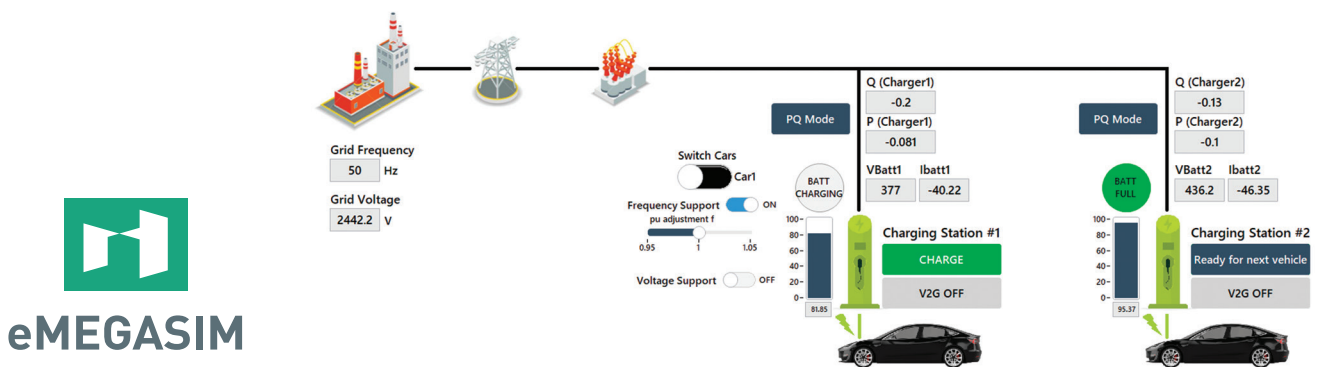 Grid Frequency
50 Hz
Grid Voltage
2442.2 V
eMEGASIM
Switch Cars
Car1
Frequency Support ON
pu adjustment f
0.95 1 1.05
Voltage Support OFF
PQ Mode
Q (Charger1)
-0.2
P (Charger1)
-0.081
BATT
CHARGING
VBatt1 Ibatt1
377 -40.22
100-
80-
60-
40-
20-
0-
81.85
Charging Station #1
CHARGE
V2G OFF
PQ Mode
Q (Charger2)
-0.13
P (Charger2)
-0.1
BATT
FULL
VBatt2 Ibatt2
436.2 -46.35
100-
80-
60-
40-
20-
0-
95.37
Charging Station #2
Ready for next vehicle
V2G OFF